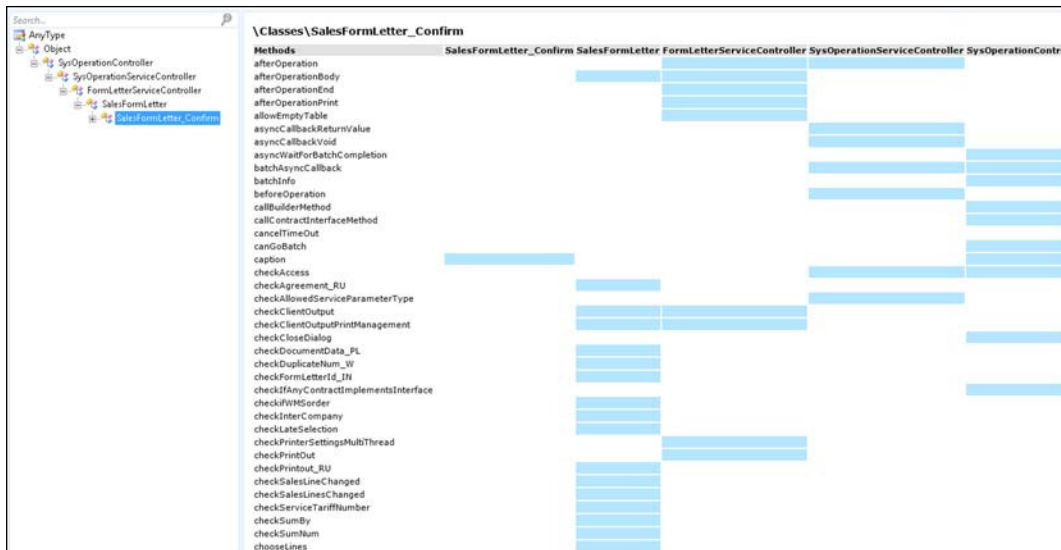 Search...
AnyType
Object
SysOperationController
SysOperationServiceController
FormLetterServiceController
SalesFormLetter
SalesFormLetter_Confirm
\Classes\SalesFormLetter_Confirm
Methods SalesFormLetter_Confirm SalesFormLetter FormLetterServiceController SysOperationServiceController SysOperationContr
afterOperation
afterOperationBody
afterOperationEnd
afterOperationPrint
allowEmptyTable
asyncCallbackReturnValue
asyncCallbackVoid
asyncWaitForBatchCompletion
batchAsyncCallback
batchInfo
beforeOperation
callBuilderMethod
callContractInterfaceMethod
cancelTimeOut
canGoBatch
caption
checkAccess
checkAgreement_RU
checkAllowedServiceParameterType
checkClientOutput
checkClientOutputPrintManagement
checkCloseDialog
checkDocumentData_PL
checkDuplicateNum_W
checkFormLetterId_IN
checkIfAnyContractImplementsInterface
checkifWMSorder
checkInterCompany
checkLateSelection
checkPrinterSettingsMultiThread
checkPrintOut
checkPrintout_RU
checkSalesLineChanged
checkSalesLinesChanged
checkServiceTariffNumber
checkSumBy
checkSumNum
chooseLines